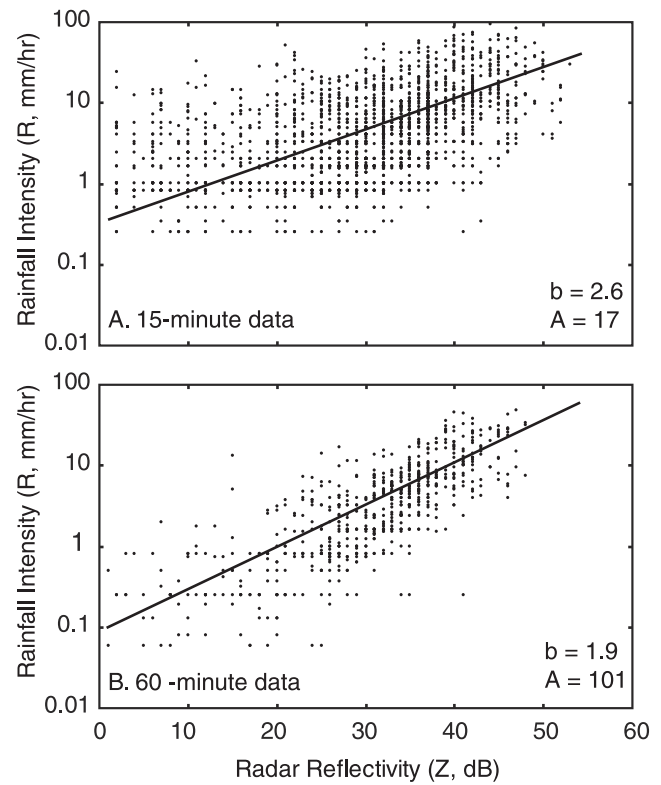 100
10
1
0.1
0.01
Rainfall Intensity (R, mm/hr)
A. 15-minute data
b = 2.6
A = 17
100
10
1
0.1
0.01
Rainfall Intensity (R, mm/hr)
B. 60 -minute data
b = 1.9
A = 101
0 10 20 30 40 50 60
Radar Reflectivity (Z, dB)